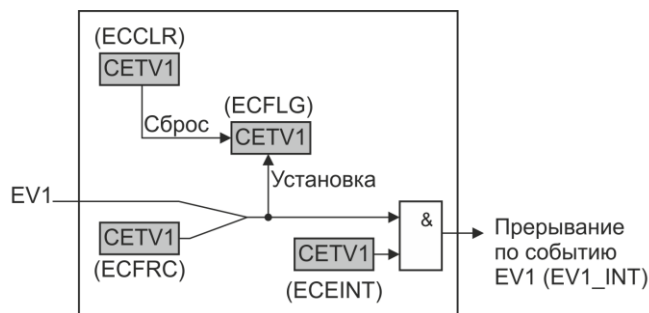 (ECCLR)
CETV1
(ECFLG)
Сброс
CETV1
Установка
EV1
&
CETV1
(ECFRC)
CETV1
(ECEINT)
Прерывание
по событию
EV1 (EV1_INT)